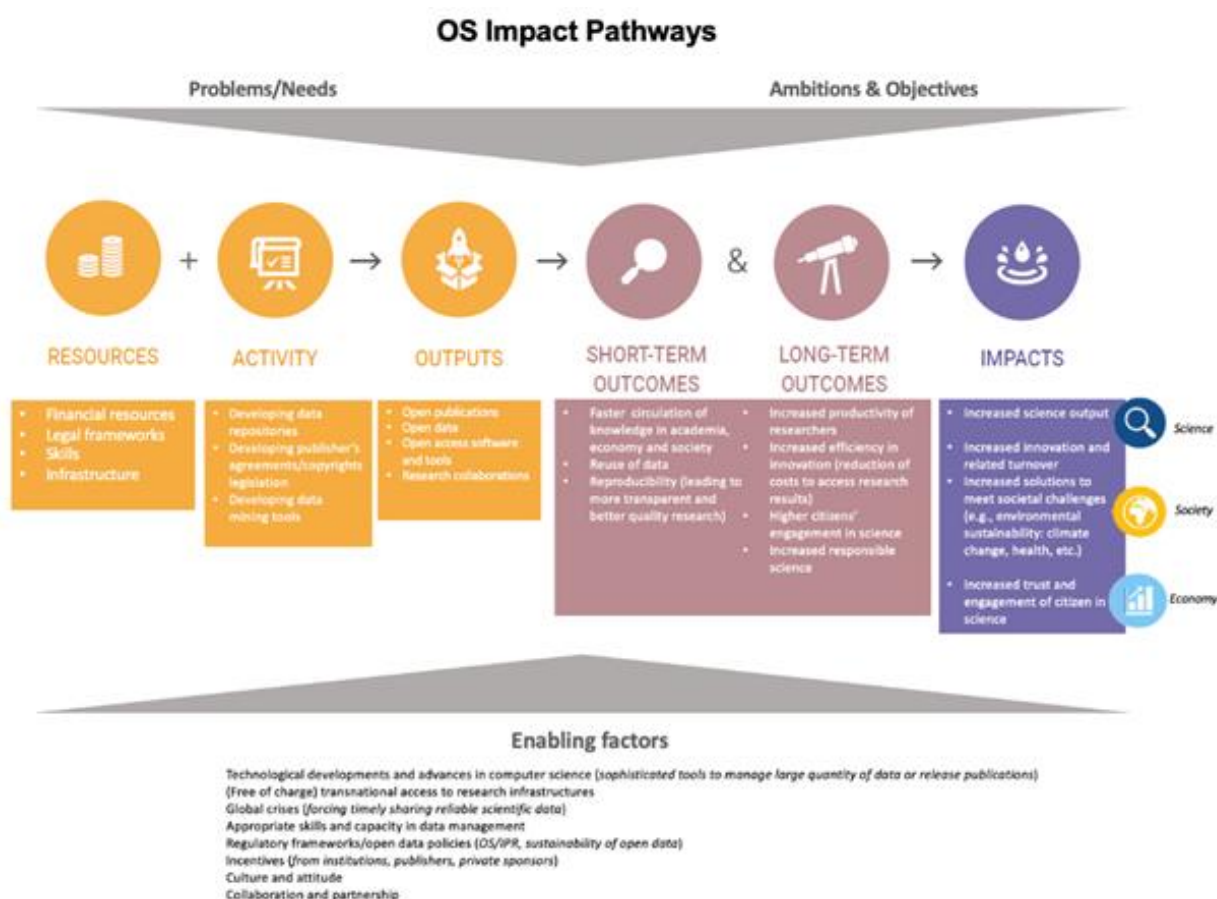 OS Impact Pathways
Problems/Needs
Ambitions & Objectives
+
&
RESOURCES
ACTIVITY
OUTPUTS
SHORT-TERM
OUTCOMES
LONG-TERM
OUTCOMES
IMPACTS
• Financial resources
• Legal frameworks
• Skills
• Infrastructure
• Developing data
repositories
• Developing publisher's
agreements/copyrights
legislation
• Developing data
mining tools
• Open publications
• Open data
• Open access software
and tools
• Research collaborations
• Faster circulation of
knowledge in academia,
economy and society
• Reuse of data
• Reproducibility (leading to
more transparent and
better quality research)
• Increased productivity of
researchers
• Increased efficiency in
innovation (reduction of
costs to access research
results)
• Higher citizens'
engagement in science
• Increased responsible
science
• Increased science output
• Increased innovation and
related turnover
• Increased solutions to
meet societal challenges
(e.g., environmental
sustainability: climate
change, health, etc.)
• Increased trust and
engagement of citizen in
science
Science
Society
Economy
Enabling factors
Technological developments and advances in computer science (sophisticated tools to manage large quantity of data or release publications)
(Free of charge) transnational access to research infrastructures
Global crises (forcing timely sharing reliable scientific data)
Appropriate skills and capacity in data management
Regulatory frameworks/open data policies (OS/IPR, sustainability of open data)
Incentives (from institutions, publishers, private sponsors)
Culture and attitude
Collaboration and partnership